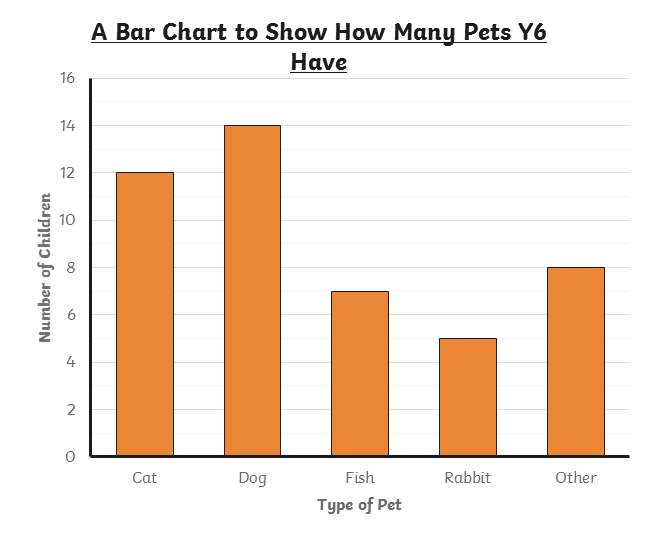 A Bar Chart to Show How Many Pets Y6
Have
16
14
12
10
8
6
4
2
0
Number of Children
Cat
Dog
Fish
Rabbit
Other
Type of Pet